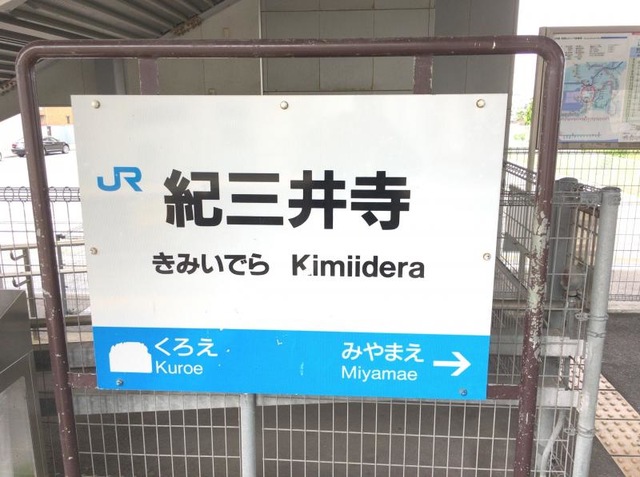 JR 紀三井寺
きみいでら Kimiidera
くろえ みやまえ →
Kuroe Miyamae